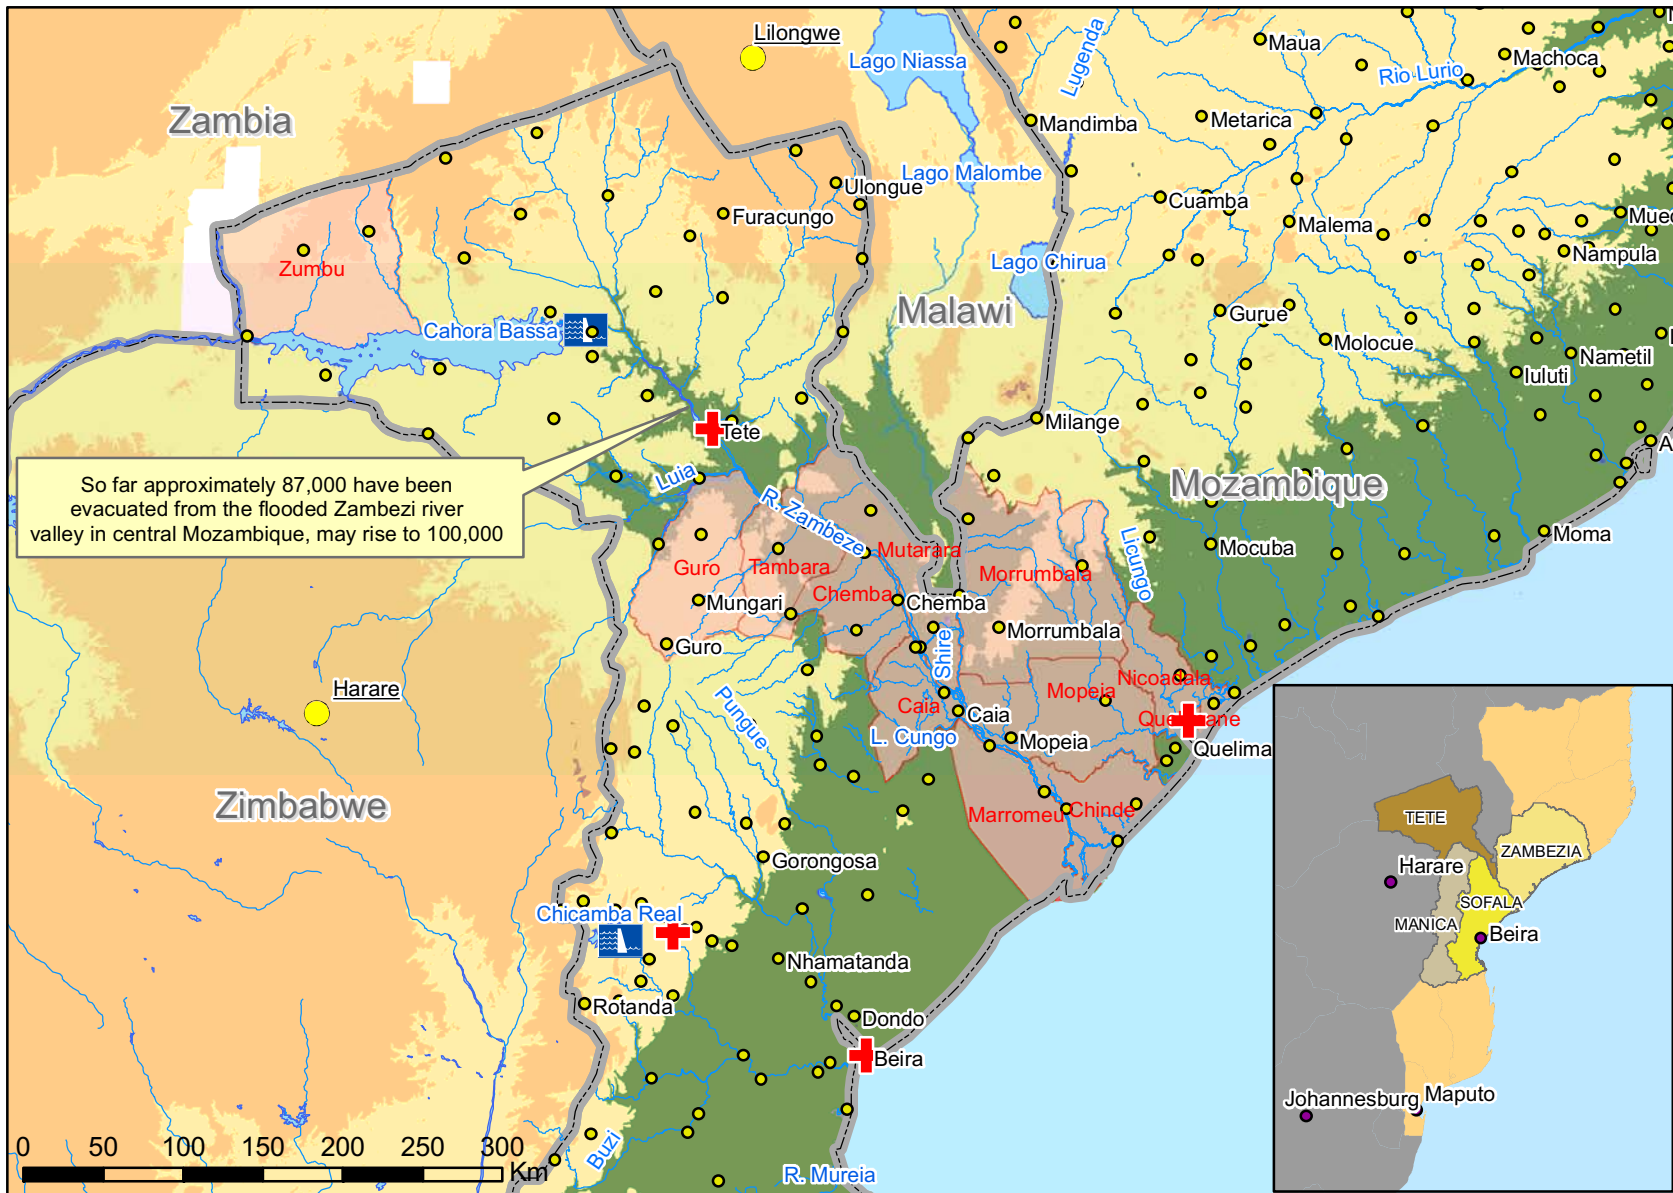 Lilongwe
Lago Niassa
Lugenda
Maua
Machoca
Rio Lurio
Zambia
Mandimba
Metarica
Lago Malombe
Ulongue
Furacungo
Cuamba
Malema
Nampula
Zumbu
Lago Chirua
Malawi
Cahora Bassa
Gurue
Molocue
Nametil
Iuluti
Milange
Tete
So far approximately 87,000 have been
evacuated from the flooded Zambezi river
valley in central Mozambique, may rise to 100,000
Luia
R. Zambeze
Mozambique
Moma
Licungo
Mocuba
Mutarara
Guro
Tambara
Morrumbala
Chemba
Mungari
Chemba
Morrumbala
Guro
Shire
Harare
Pungue
Nicoadala
Mopeia
Caia
Caia
L. Cungo
Mopeia
Quelima
Zimbabwe
Marromeu
Chinde
Gorongosa
Chicamba Real
Nhamatanda
Rotanda
Dondo
Beira
Buzi
R. Mureia
0 50 100 150 200 250 300
Km
TETE
ZAMBEZIA
Harare
SOFALA
MANICA
Beira
Johannesburg
Maputo